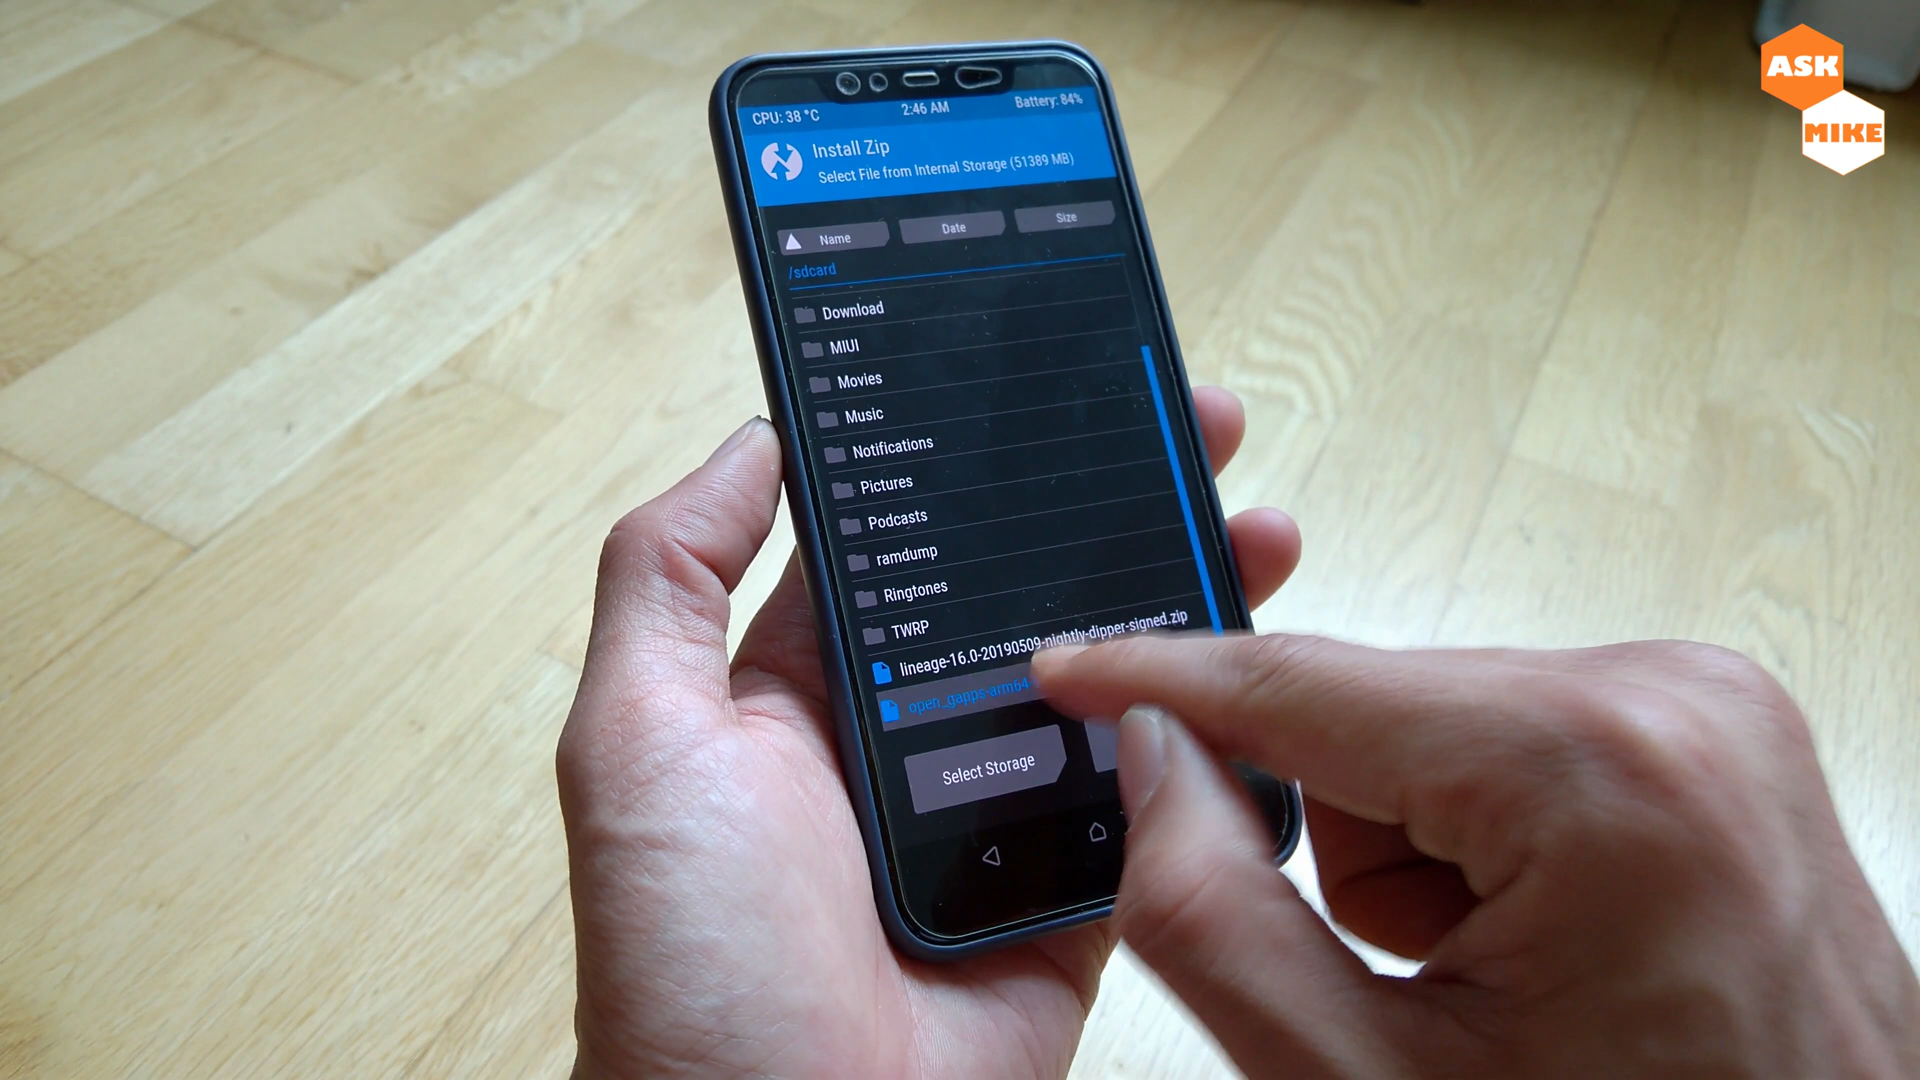 ASK
MIKE
CPU: 38 °C
2:46 AM
Battery: 84%
Install Zip
Select File from Internal Storage (51389 MB)
Name
Date
Size
/sdcard
Download
MIUI
Movies
Music
Notifications
Pictures
Podcasts
ramdump
Ringtones
TWRP
lineage-16.0-20190509-nightly-dipper-signed.zip
open_gapps-arm64-
Select Storage